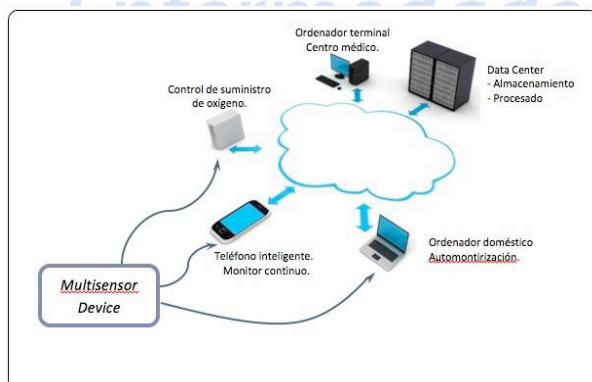 Enfermedade
Ordenador terminal
Centro médico.
Data Center
- Almacenamiento
- Procesado
Control de suministro
de oxígeno.
Teléfono inteligente.
Monitor continuo.
Ordenador doméstico
Automontirización.
Multisensor
Device